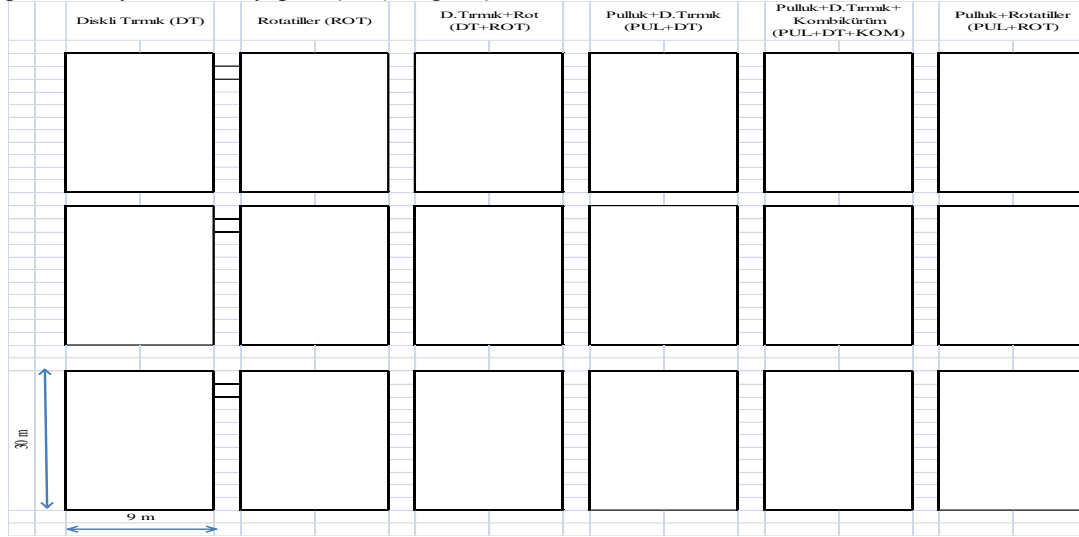 Diskli Tırmık (DT)
Rotatiller (ROT)
D.Tırmık+Rot
(DT+ROT)
Pulluk+D.Tırmık
(PUL+DT)
Pulluk+D.Tırmık+
Kombikürüm
(PUL+DT+KOM)
Pulluk+Rotatiller
(PUL+ROT)
30 m
9 m